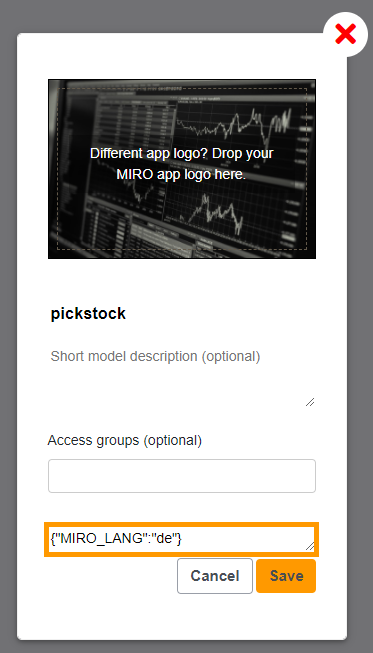 Different app logo? Drop your
MIRO app logo here.
pickstock
Short model description (optional)
Access groups (optional)
{"MIRO_LANG":"de"}
Cancel Save